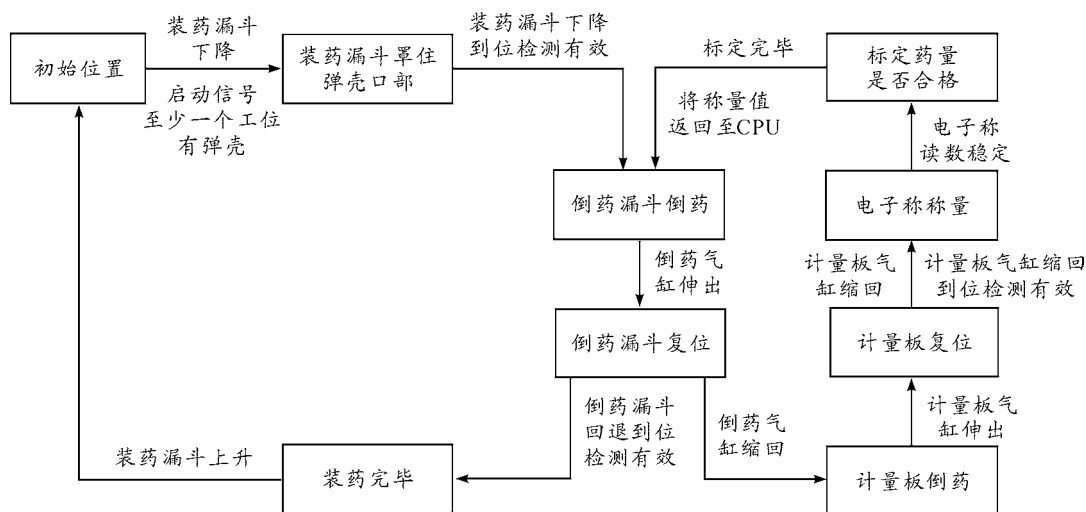 初始位置
装药漏斗
下降
启动信号
至少一个工位
有弹壳
装药漏斗罩住
弹壳口部
装药漏斗下降
到位检测有效
标定完毕
将称量值
返回至CPU
标定药量
是否合格
电子称
读数稳定
倒药漏斗倒药
电子称称量
倒药气
缸伸出
计量板气
缸缩回
计量板气缸缩回
到位检测有效
倒药漏斗复位
计量板复位
倒药漏斗
回退到位
检测有效
倒药气
缸缩回
计量板气
缸伸出
装药漏斗上升
装药完毕
计量板倒药